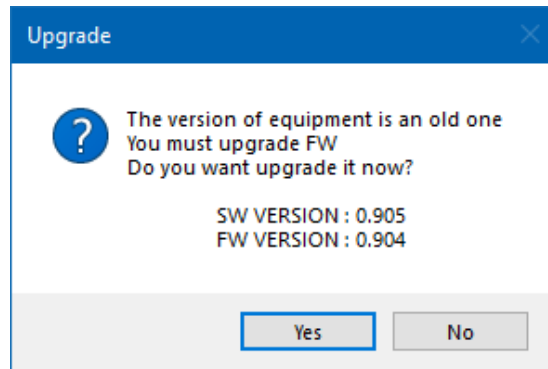 Upgrade
?
The version of equipment is an old one
You must upgrade FW
Do you want upgrade it now?
SW VERSION : 0.905
FW VERSION : 0.904
Yes
No